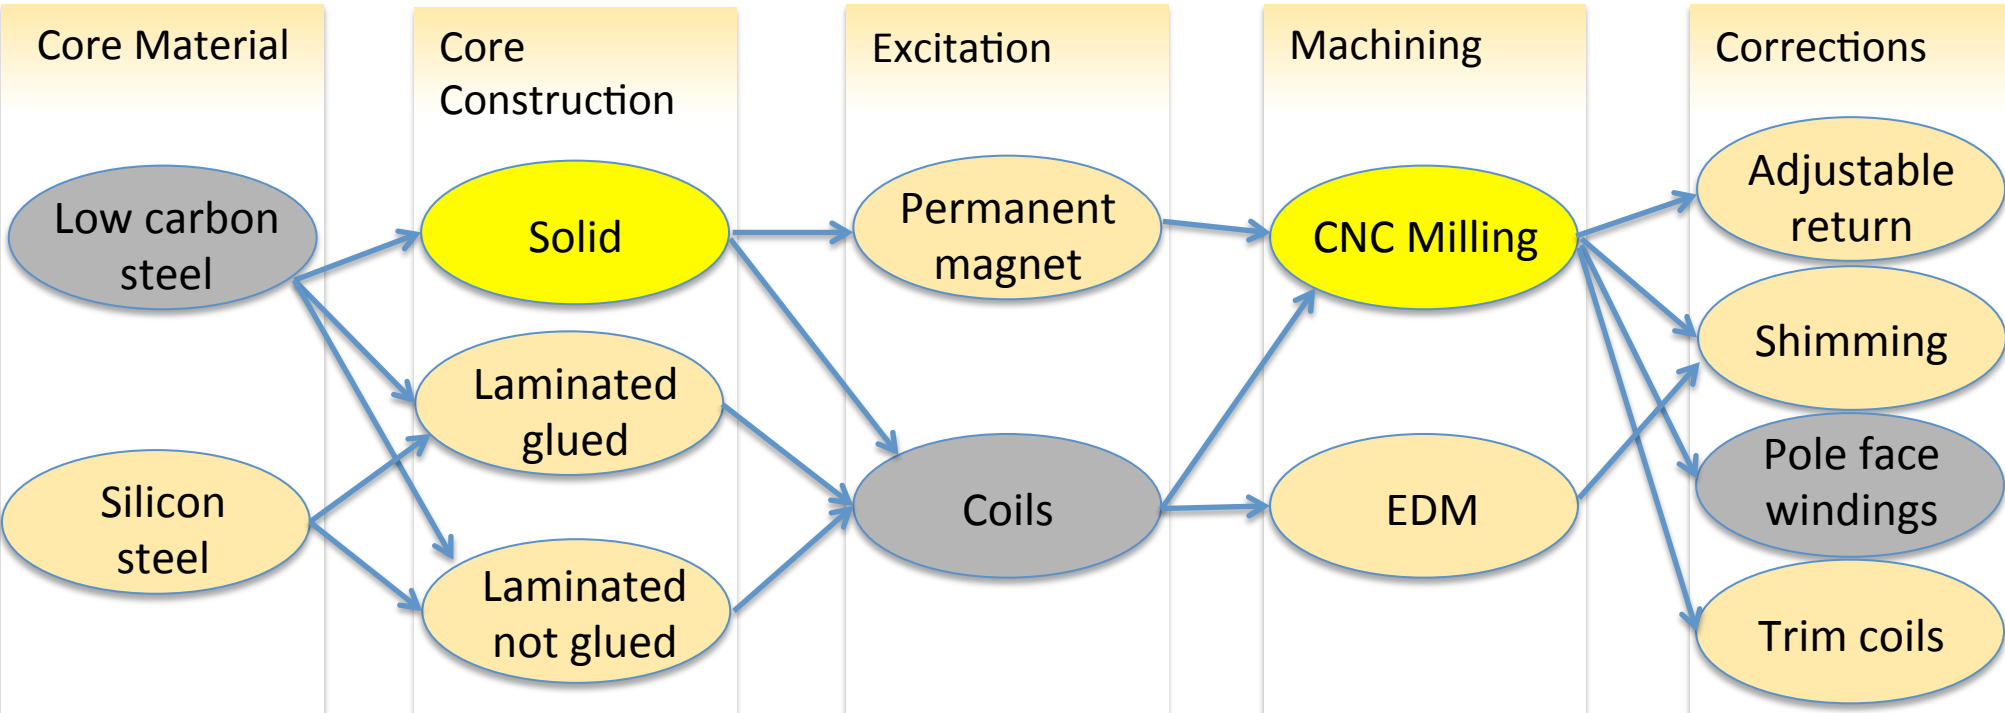 Core Material
Low carbon
steel
Silicon
steel
Core
Construction
Solid
Laminated
glued
Laminated
not glued
Excitation
Permanent
magnet
Coils
Machining
CNC Milling
EDM
Corrections
Adjustable
return
Shimming
Pole face
windings
Trim coils